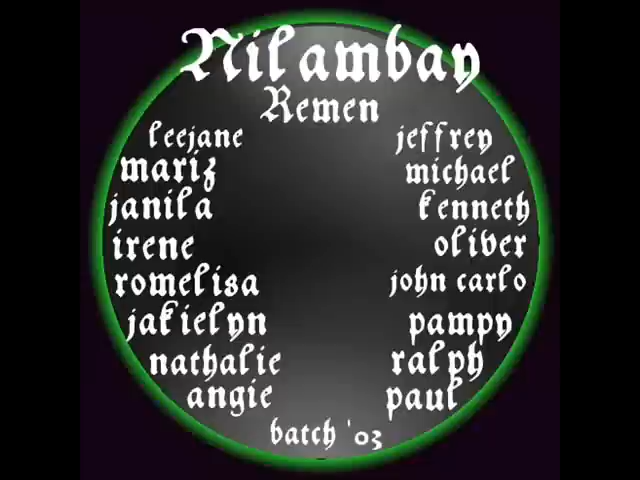 Nilambay
Remen
leejane
mariz
janila
irene
romelisa
jakielyn
nathalie
angie
jeffrey
michael
kenneth
oliver
john carlo
pampy
ralph
paul
batch '03